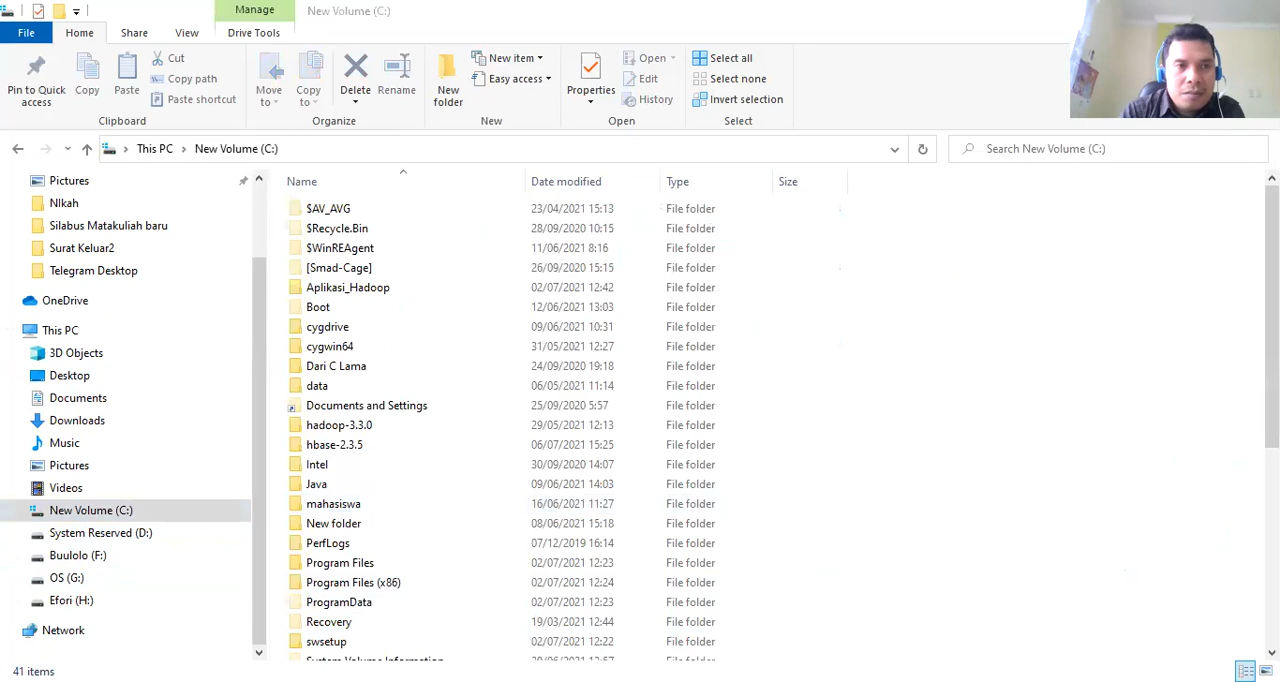 Manage
New Volume (C:)
File
Home
Share
View
Drive Tools
Pin to Quick access
Copy
Paste
Cut
Copy path
Paste shortcut
Clipboard
Move to
Copy to
Delete
Rename
Organize
New folder
New item
Easy access
New
Properties
Open
Edit
History
Open
Select all
Select none
Invert selection
Select
This PC > New Volume (C:)
Search New Volume (C:)
Pictures
NIkah
Silabus Matakuliah baru
Surat Keluar2
Telegram Desktop
OneDrive
This PC
3D Objects
Desktop
Documents
Downloads
Music
Pictures
Videos
New Volume (C:)
System Reserved (D:)
Buulolo (F:)
OS (G:)
Efori (H:)
Network
Name Date modified Type Size
$AV_AVG 23/04/2021 15:13 File folder
$Recycle.Bin 28/09/2020 10:15 File folder
$WinREAgent 11/06/2021 8:16 File folder
[Smad-Cage] 26/09/2020 15:15 File folder
Aplikasi_Hadoop 02/07/2021 12:42 File folder
Boot 12/06/2021 13:03 File folder
cygdrive 09/06/2021 10:31 File folder
cygwin64 31/05/2021 12:27 File folder
Dari C Lama 24/09/2020 19:18 File folder
data 06/05/2021 11:14 File folder
Documents and Settings 25/09/2020 5:57 File folder
hadoop-3.3.0 29/05/2021 12:13 File folder
hbase-2.3.5 06/07/2021 15:25 File folder
Intel 30/09/2020 14:07 File folder
Java 09/06/2021 14:03 File folder
mahasiswa 16/06/2021 11:27 File folder
New folder 08/06/2021 15:18 File folder
PerfLogs 07/12/2019 16:14 File folder
Program Files 02/07/2021 12:23 File folder
Program Files (x86) 02/07/2021 12:24 File folder
ProgramData 02/07/2021 12:23 File folder
Recovery 19/03/2021 12:44 File folder
swsetup 02/07/2021 12:22 File folder
System Volume Information File folder
41 items